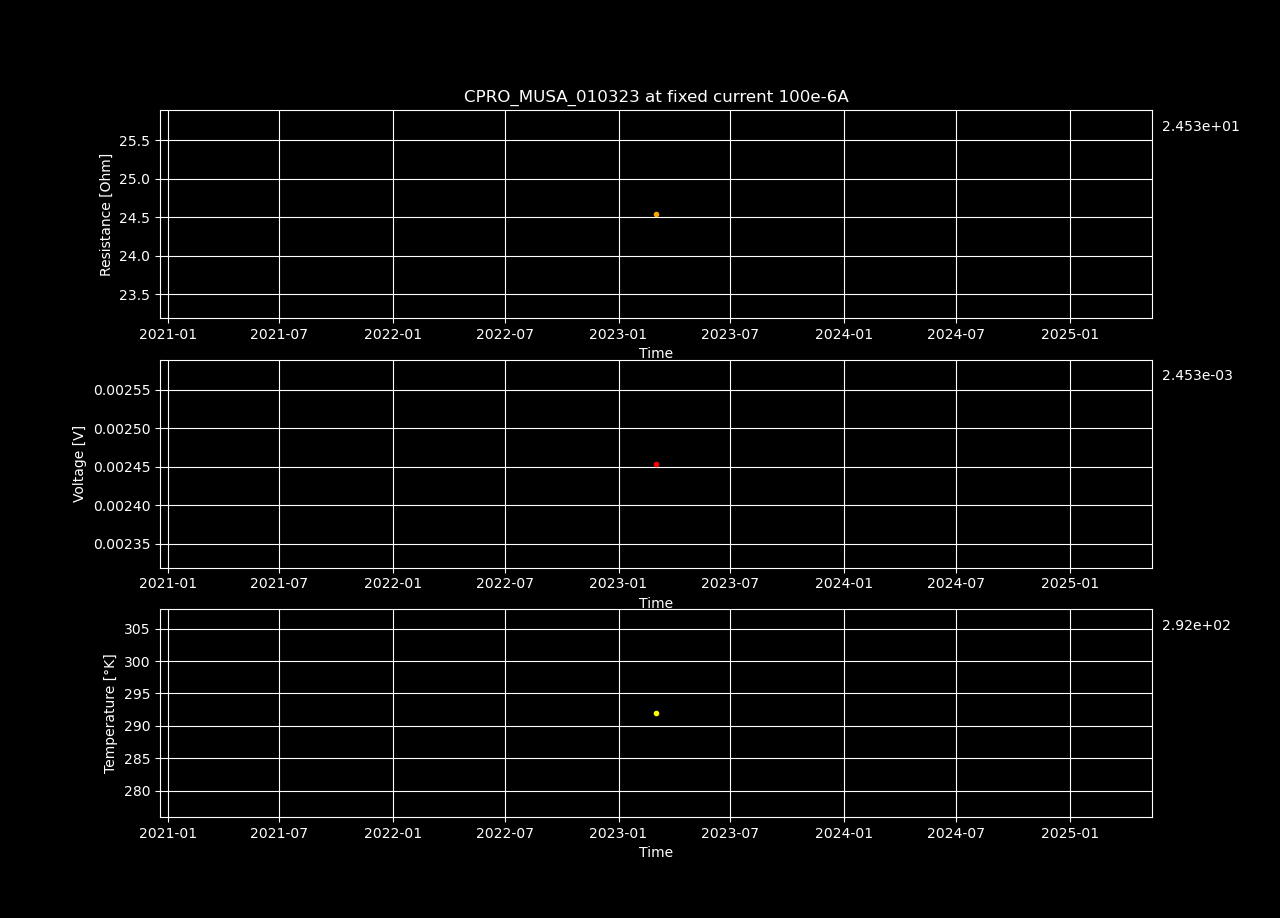 CPRO_MUSA_010323 at fixed current 100e-6A
2.453e+01
Resistance [Ohm]
25.5
25.0
24.5
24.0
23.5
2021-01 2021-07 2022-01 2022-07 2023-01 2023-07 2024-01 2024-07 2025-01
Time
2.453e-03
Voltage [V]
0.00255
0.00250
0.00245
0.00240
0.00235
2021-01 2021-07 2022-01 2022-07 2023-01 2023-07 2024-01 2024-07 2025-01
Time
2.92e+02
Temperature [°K]
305
300
295
290
285
280
2021-01 2021-07 2022-01 2022-07 2023-01 2023-07 2024-01 2024-07 2025-01
Time